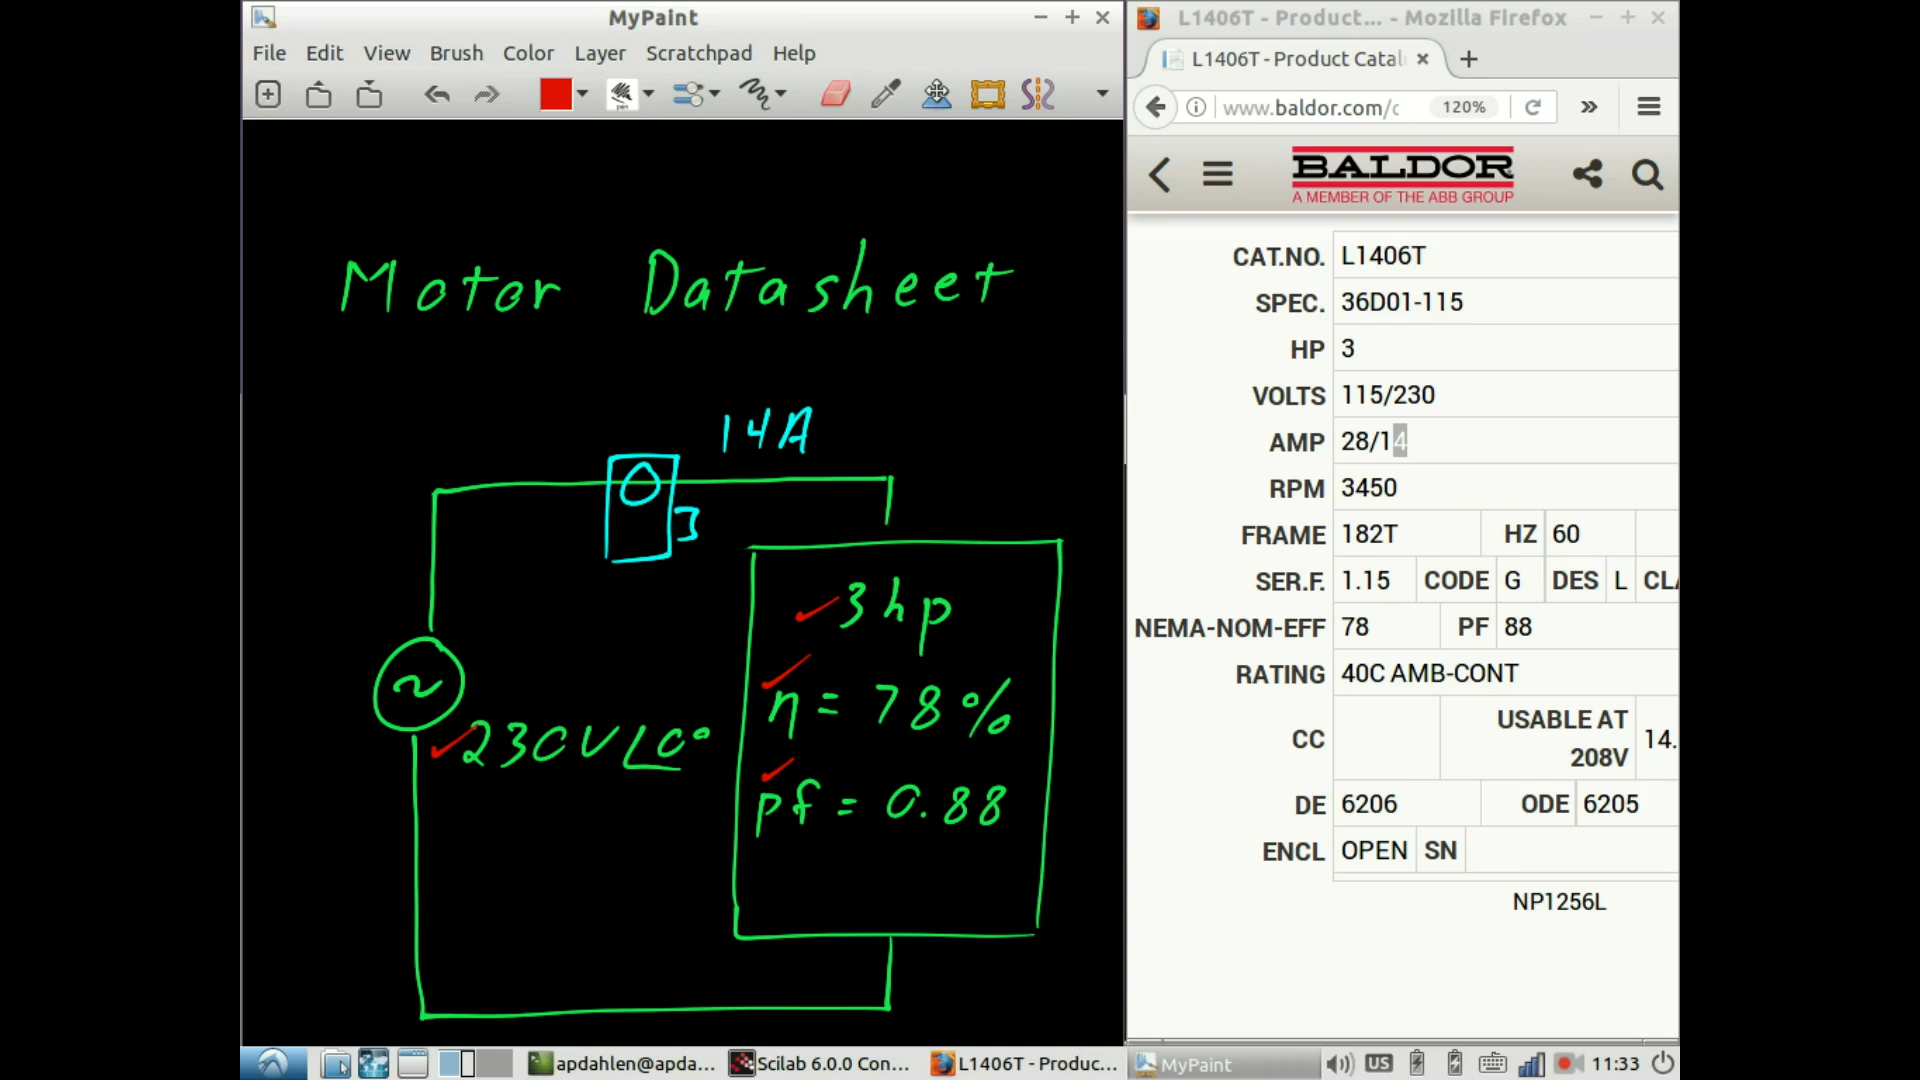 MyPaint
File Edit View Brush Color Layer Scratchpad Help
Motor Datasheet
14A
3 hp
η = 78%
230V∠0°
pf = 0.88
L1406T - Product... - Mozilla Firefox
L1406T - Product Catal
www.baldor.com/c 120%
BALDOR
A MEMBER OF THE ABB GROUP
CAT.NO. L1406T
SPEC. 36D01-115
HP 3
VOLTS 115/230
AMP 28/14
RPM 3450
FRAME 182T HZ 60
SER.F. 1.15 CODE G DES L CLA
NEMA-NOM-EFF 78 PF 88
RATING 40C AMB-CONT
CC USABLE AT 208V 14.
DE 6206 ODE 6205
ENCL OPEN SN
NP1256L
apdahlen@apda... Scilab 6.0.0 Con... L1406T - Produc... MyPaint US 11:33